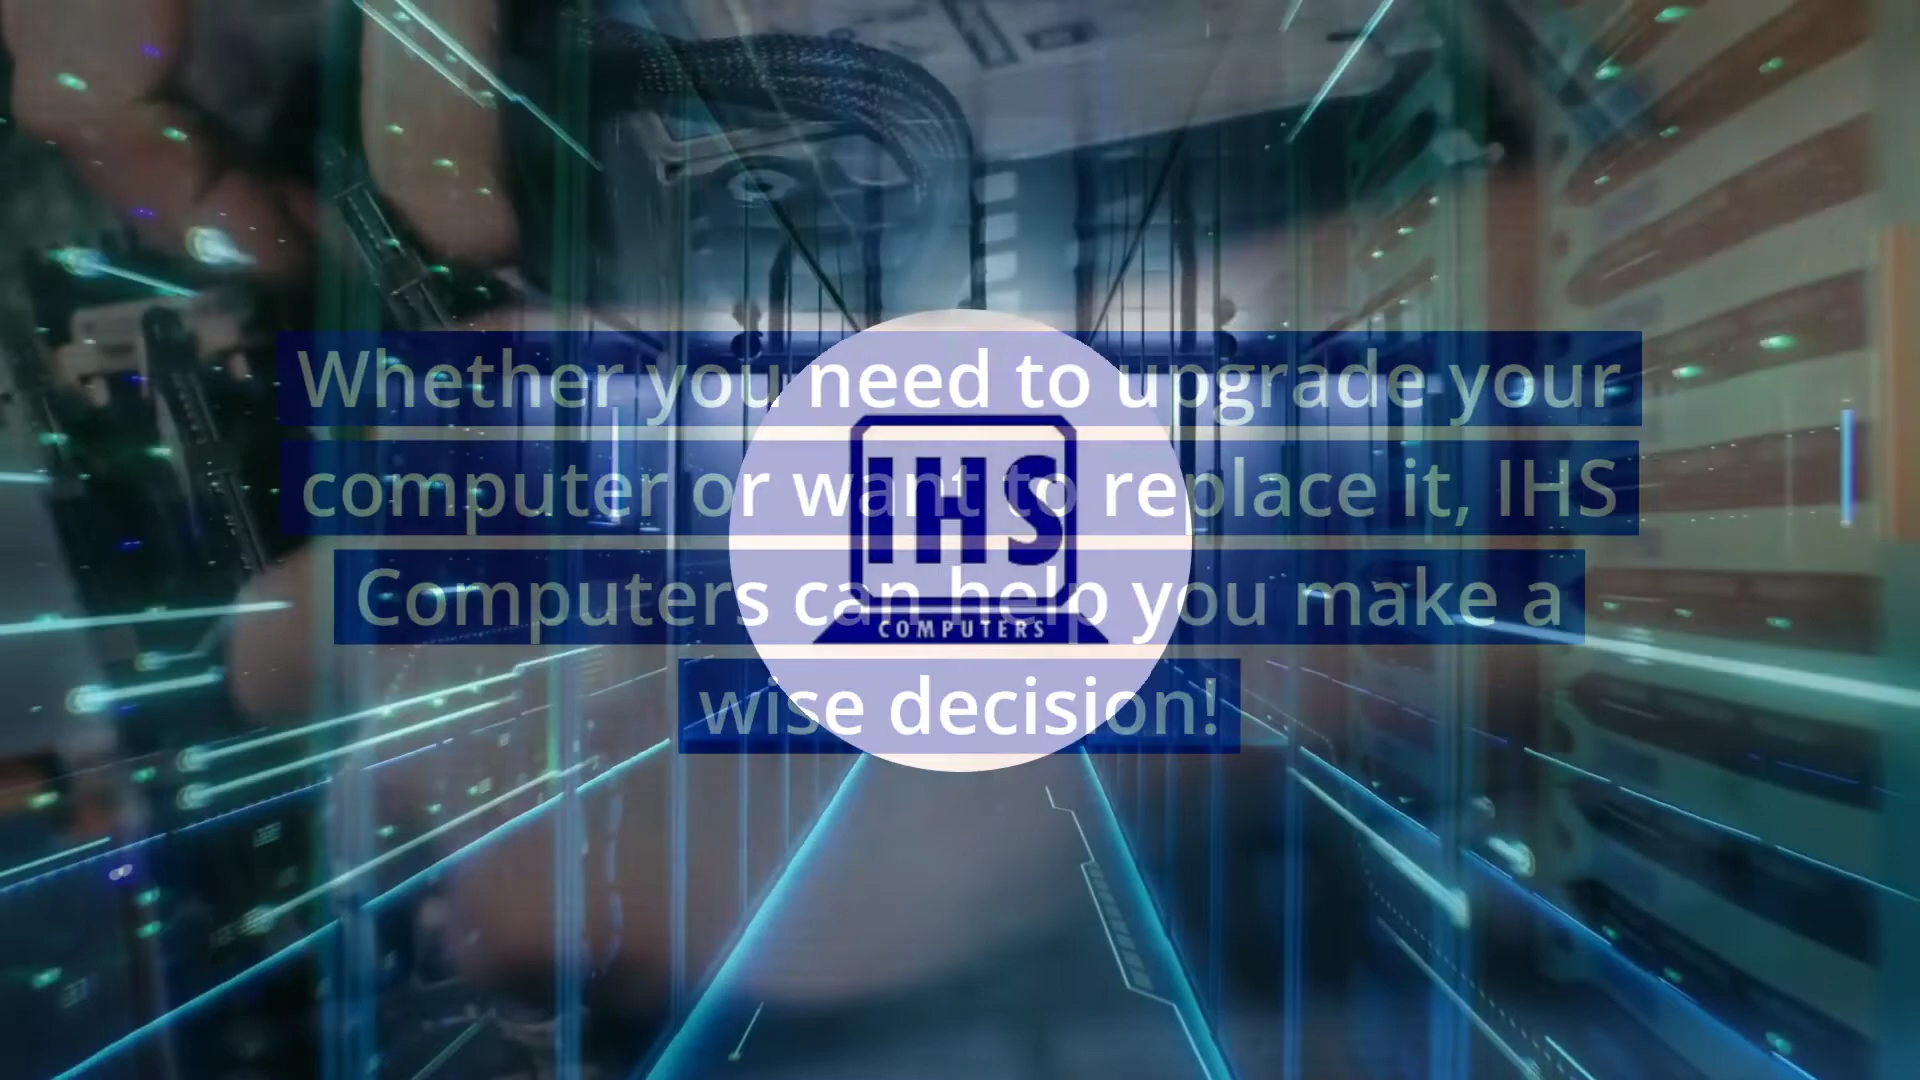 Whether you need to upgrade your
computer or want to replace it, IHS
Computers can help you make a
wise decision!
IHS
COMPUTERS